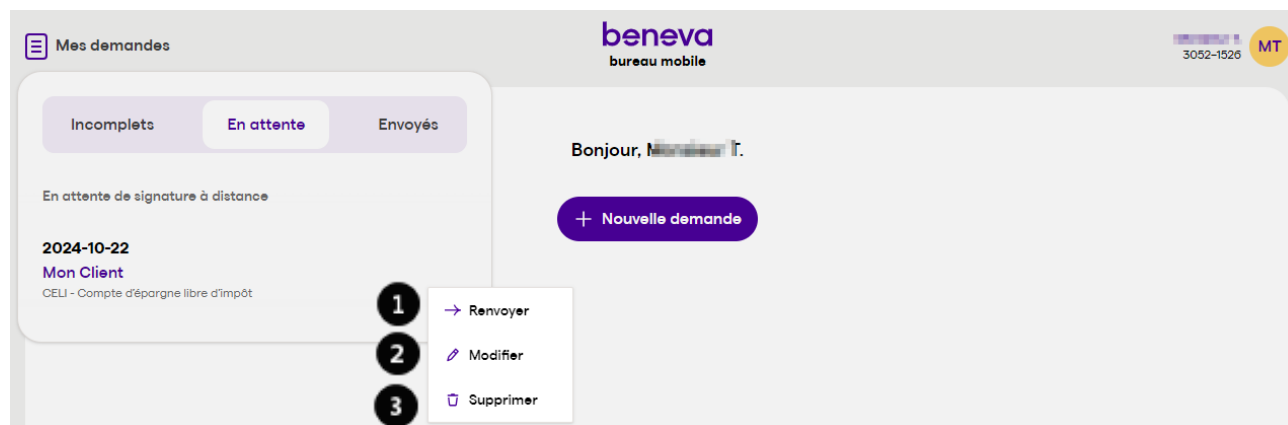 Mes demandes
beneva
bureau mobile
3052-1526
MT
Incomplets
En attente
Envoyés
Bonjour,
T.
En attente de signature à distance
+ Nouvelle demande
2024-10-22
Mon Client
CELI - Compte d'épargne libre d'impôt
1
Renvoyer
2
Modifier
3
Supprimer